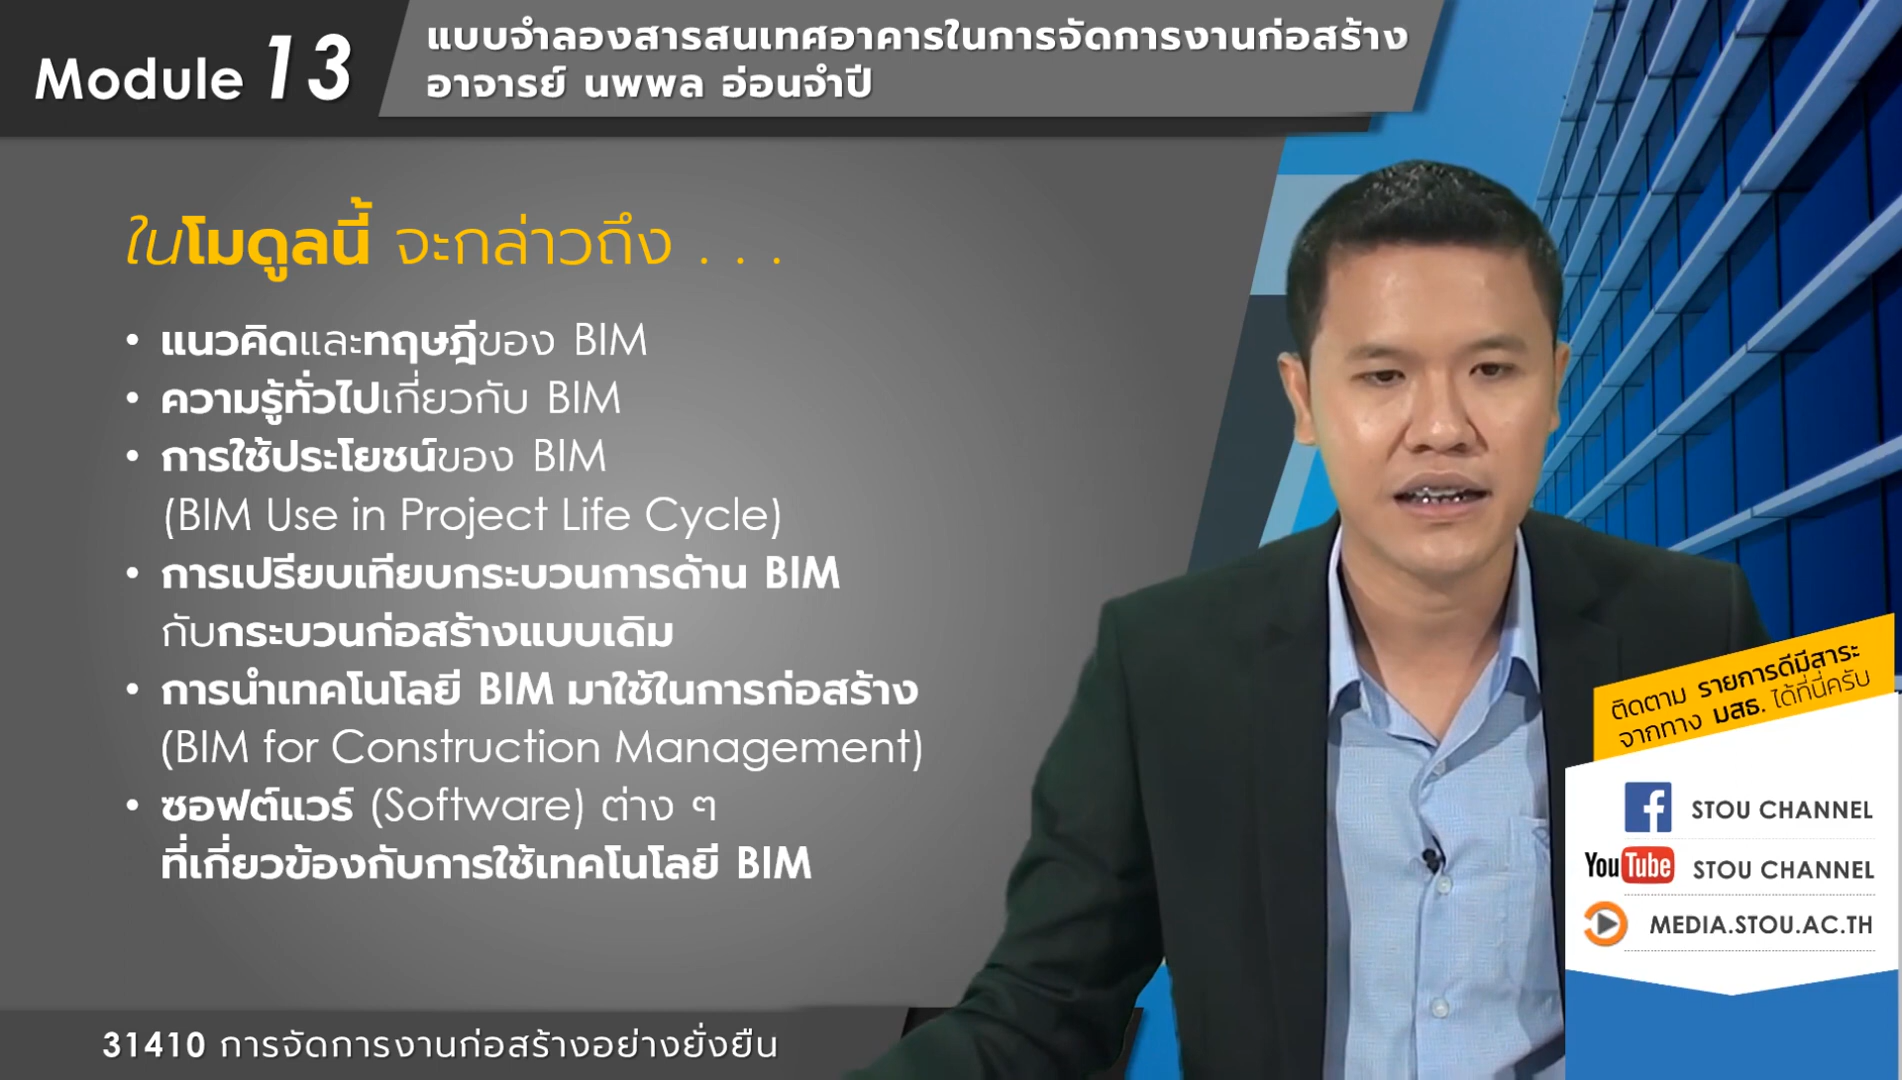 Module 13
แบบจำลองสารสนเทศอาคารในการจัดการงานก่อสร้าง
อาจารย์ นพพล อ่อนจำปี
ในโมดูลนี้ จะกล่าวถึง . . .
• แนวคิดและทฤษฎีของ BIM
• ความรู้ทั่วไปเกี่ยวกับ BIM
• การใช้ประโยชน์ของ BIM
(BIM Use in Project Life Cycle)
• การเปรียบเทียบกระบวนการด้าน BIM
กับกระบวนก่อสร้างแบบเดิม
• การนำเทคโนโลยี BIM มาใช้ในการก่อสร้าง
(BIM for Construction Management)
• ซอฟต์แวร์ (Software) ต่าง ๆ
ที่เกี่ยวข้องกับการใช้เทคโนโลยี BIM
ติดตาม รายการดีมีสาระ
จากทาง มสธ. ได้ที่นี่ครับ
f STOU CHANNEL
YouTube STOU CHANNEL
MEDIA.STOU.AC.TH
31410 การจัดการงานก่อสร้างอย่างยั่งยืน